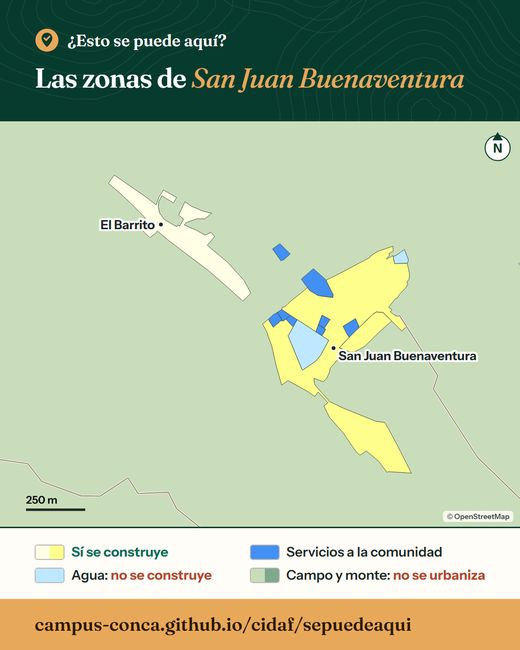 ¿Esto se puede aquí?
Las zonas de San Juan Buenaventura
N
El Barrito
San Juan Buenaventura
250 m
© OpenStreetMap
Sí se construye
Servicios a la comunidad
Agua: no se construye
Campo y monte: no se urbaniza
campus-conca.github.io/cidaf/sepuedeaqui